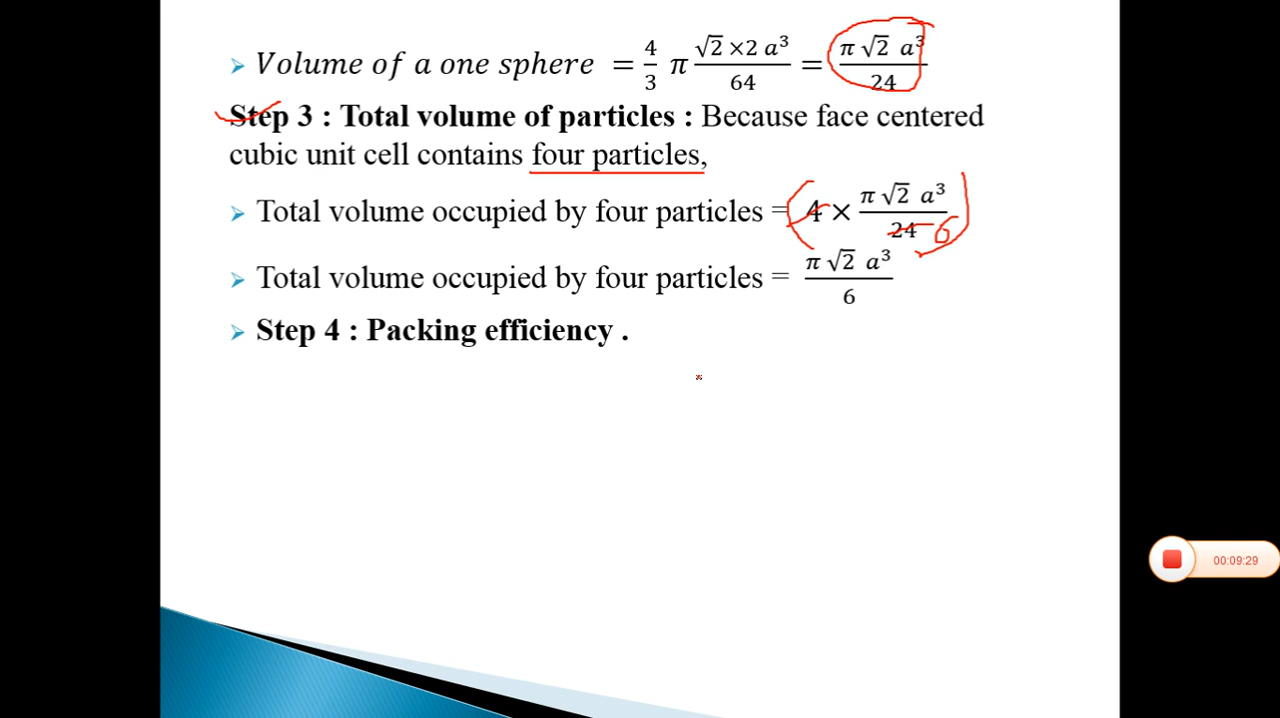 ➢ Volume of a one sphere = 4/3 π (√2 × 2 a³)/64 = (π √2 a³)/24
Step 3 : Total volume of particles : Because face centered
cubic unit cell contains four particles,
➢ Total volume occupied by four particles = 4 × (π √2 a³)/24 6
➢ Total volume occupied by four particles = (π √2 a³)/6
➢ Step 4 : Packing efficiency .
00:09:29